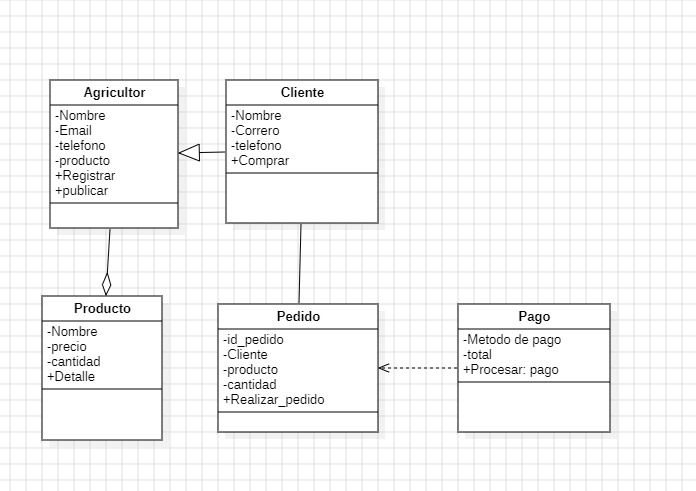 Agricultor
-Nombre
-Email
-telefono
-producto
+Registrar
+publicar
Cliente
-Nombre
-Correro
-telefono
+Comprar
Producto
-Nombre
-precio
-cantidad
+Detalle
Pedido
-id_pedido
-Cliente
-producto
-cantidad
+Realizar_pedido
Pago
-Metodo de pago
-total
+Procesar: pago